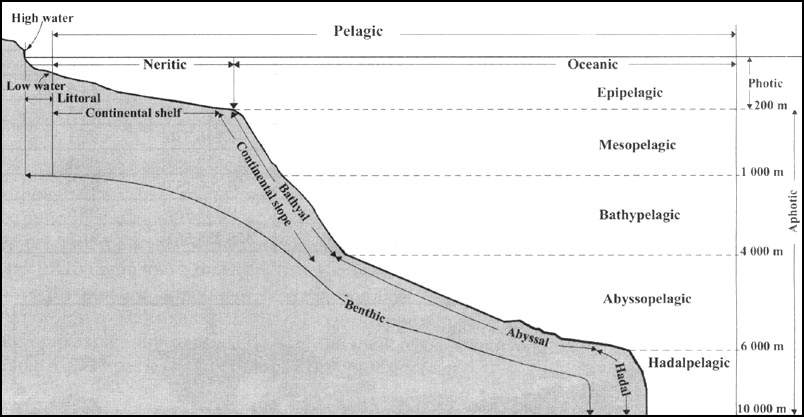 High water
Pelagic
Neritic
Oceanic
Low water
Littoral
Photic
Epipelagic
200 m
Continental shelf
Mesopelagic
Continental slope
Bathyal
1 000 m
Bathypelagic
Aphotic
4 000 m
Abyssopelagic
Benthic
Abyssal
6 000 m
Hadalpelagic
Hadal
10 000 m